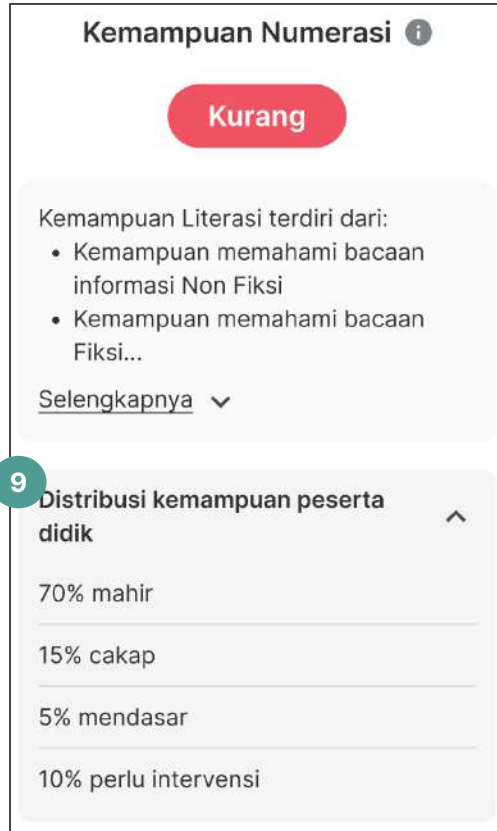 Kemampuan Numerasi
Kurang
Kemampuan Literasi terdiri dari:
• Kemampuan memahami bacaan
informasi Non Fiksi
• Kemampuan memahami bacaan
Fiksi...
Selengkapnya
9
Distribusi kemampuan peserta
didik
70% mahir
15% cakap
5% mendasar
10% perlu intervensi